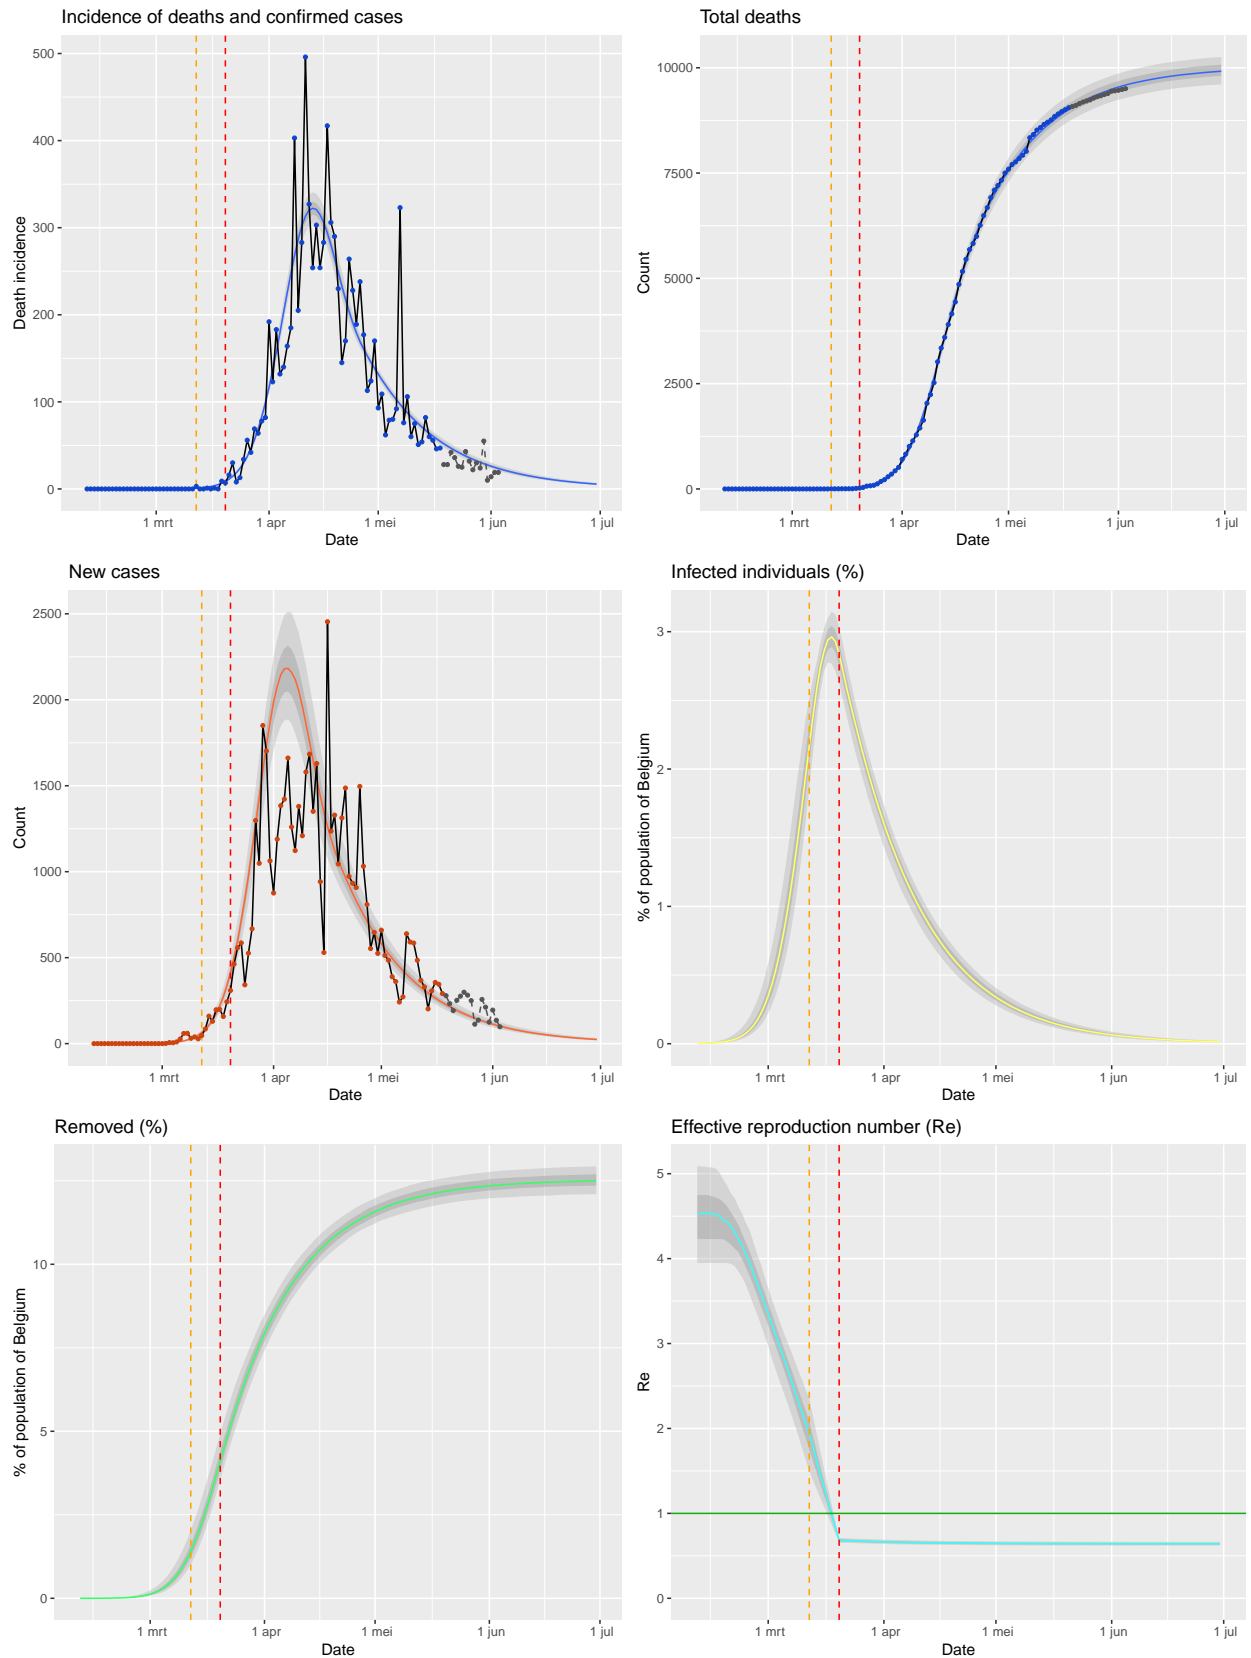 Incidence of deaths and confirmed cases
Death incidence
500
400
300
200
100
0
1 mrt
1 apr
1 mei
1 jun
1 jul
Date
Total deaths
Count
10000
7500
5000
2500
0
1 mrt
1 apr
1 mei
1 jun
1 jul
Date
New cases
Count
2500
2000
1500
1000
500
0
1 mrt
1 apr
1 mei
1 jun
1 jul
Date
Infected individuals (%)
% of population of Belgium
3
2
1
0
1 mrt
1 apr
1 mei
1 jun
1 jul
Date
Removed (%)
% of population of Belgium
10
5
0
1 mrt
1 apr
1 mei
1 jun
1 jul
Date
Effective reproduction number (Re)
Re
5
4
3
2
1
0
1 mrt
1 apr
1 mei
1 jun
1 jul
Date